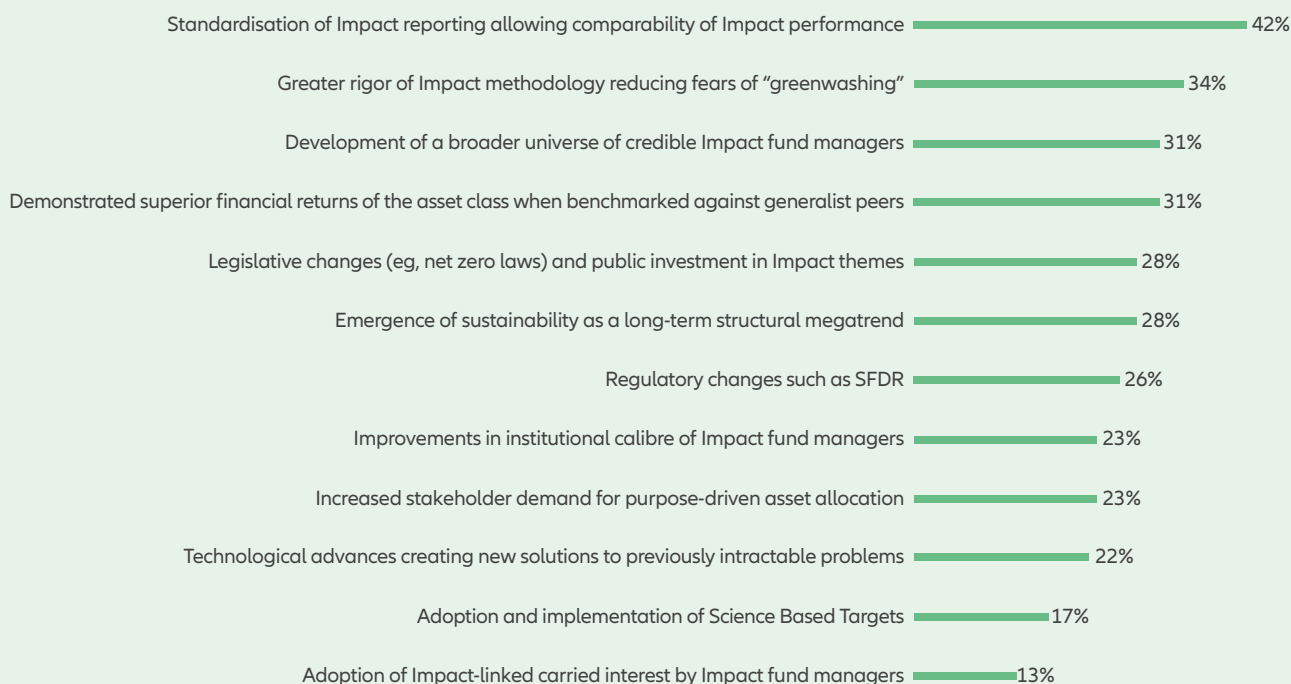 Standardisation of Impact reporting allowing comparability of Impact performance 42%
Greater rigor of Impact methodology reducing fears of “greenwashing” 34%
Development of a broader universe of credible Impact fund managers 31%
Demonstrated superior financial returns of the asset class when benchmarked against generalist peers 31%
Legislative changes (eg, net zero laws) and public investment in Impact themes 28%
Emergence of sustainability as a long-term structural megatrend 28%
Regulatory changes such as SFDR 26%
Improvements in institutional calibre of Impact fund managers 23%
Increased stakeholder demand for purpose-driven asset allocation 23%
Technological advances creating new solutions to previously intractable problems 22%
Adoption and implementation of Science Based Targets 17%
Adoption of Impact-linked carried interest by Impact fund managers 13%